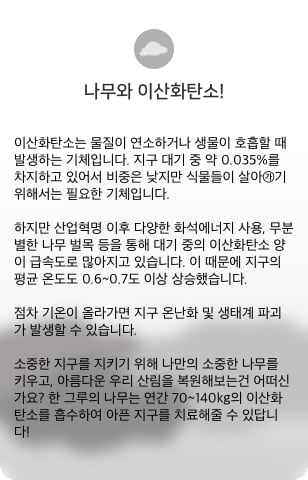 나무와 이산화탄소!
이산화탄소는 물질이 연소하거나 생물이 호흡할 때
발생하는 기체입니다. 지구 대기 중 약 0.035%를
차지하고 있어서 비중은 낮지만 식물들이 살아㉮기
위해서는 필요한 기체입니다.
하지만 산업혁명 이후 다양한 화석에너지 사용, 무분
별한 나무 벌목 등을 통해 대기 중의 이산화탄소 양
이 급속도로 많아지고 있습니다. 이 때문에 지구의
평균 온도도 0.6~0.7도 이상 상승했습니다.
점차 기온이 올라가면 지구 온난화 및 생태계 파괴
가 발생할 수 있습니다.
소중한 지구를 지키기 위해 나만의 소중한 나무를
키우고, 아름다운 우리 산림을 복원해보는건 어떠신
가요? 한 그루의 나무는 연간 70~140kg의 이산화
탄소를 흡수하여 아픈 지구를 치료해줄 수 있답니
다!